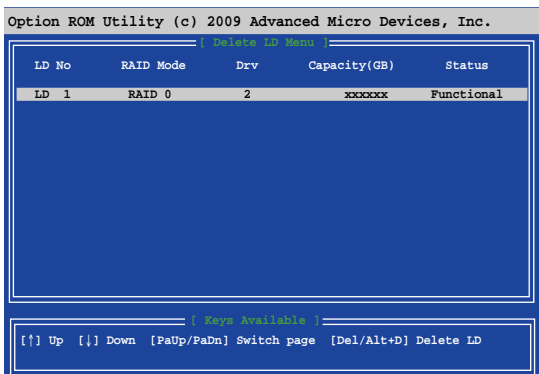 Option ROM Utility (c) 2009 Advanced Micro Devices, Inc.
[ Delete LD Menu ]
LD No RAID Mode Drv Capacity(GB) Status
LD 1 RAID 0 2 xxxxxx Functional
[ Keys Available ]
[↑] Up [↓] Down [PaUp/PaDn] Switch page [Del/Alt+D] Delete LD